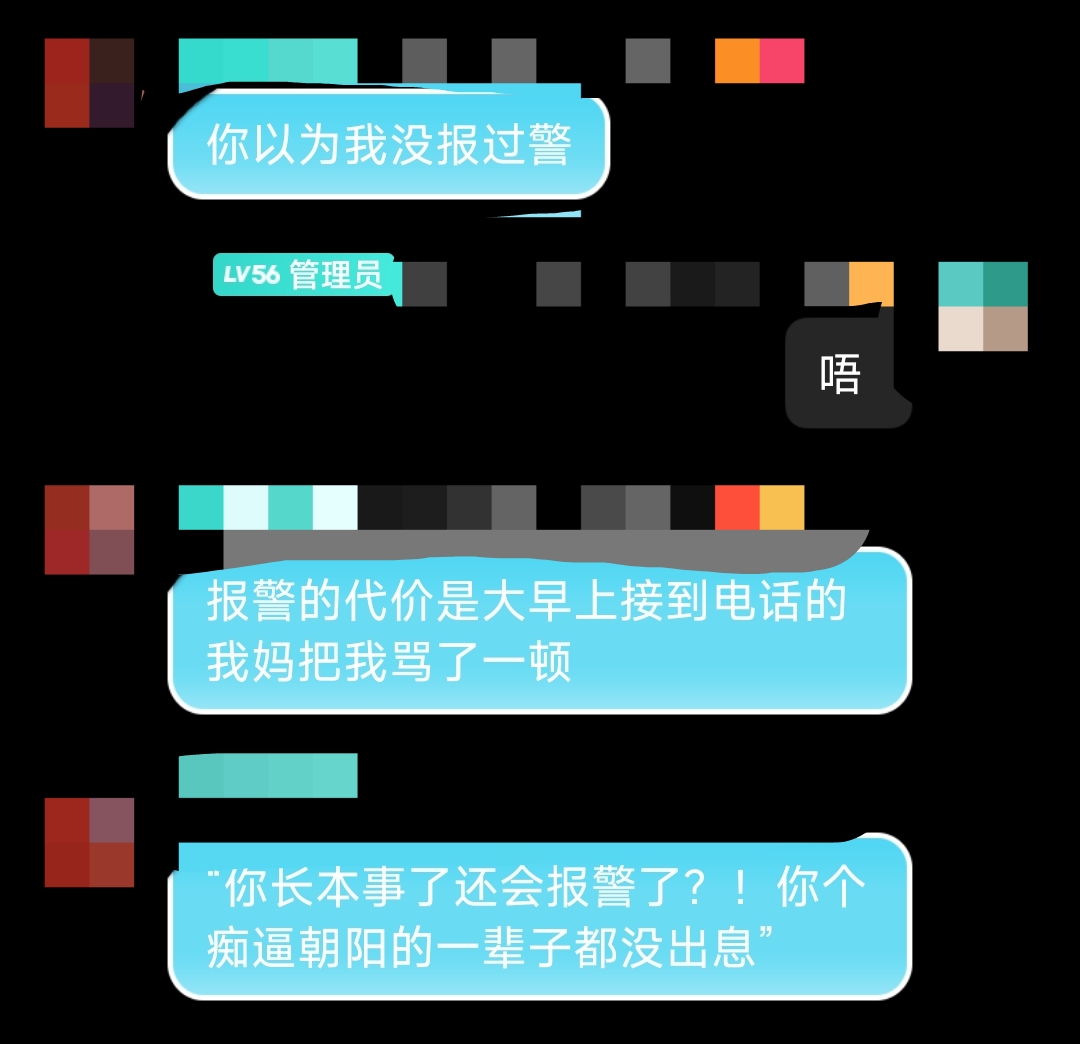 你以为我没报过警
LV56 管理员
唔
报警的代价是大早上接到电话的
我妈把我骂了一顿
“你长本事了还会报警了？！你个
痴逼朝阳的一辈子都没出息”